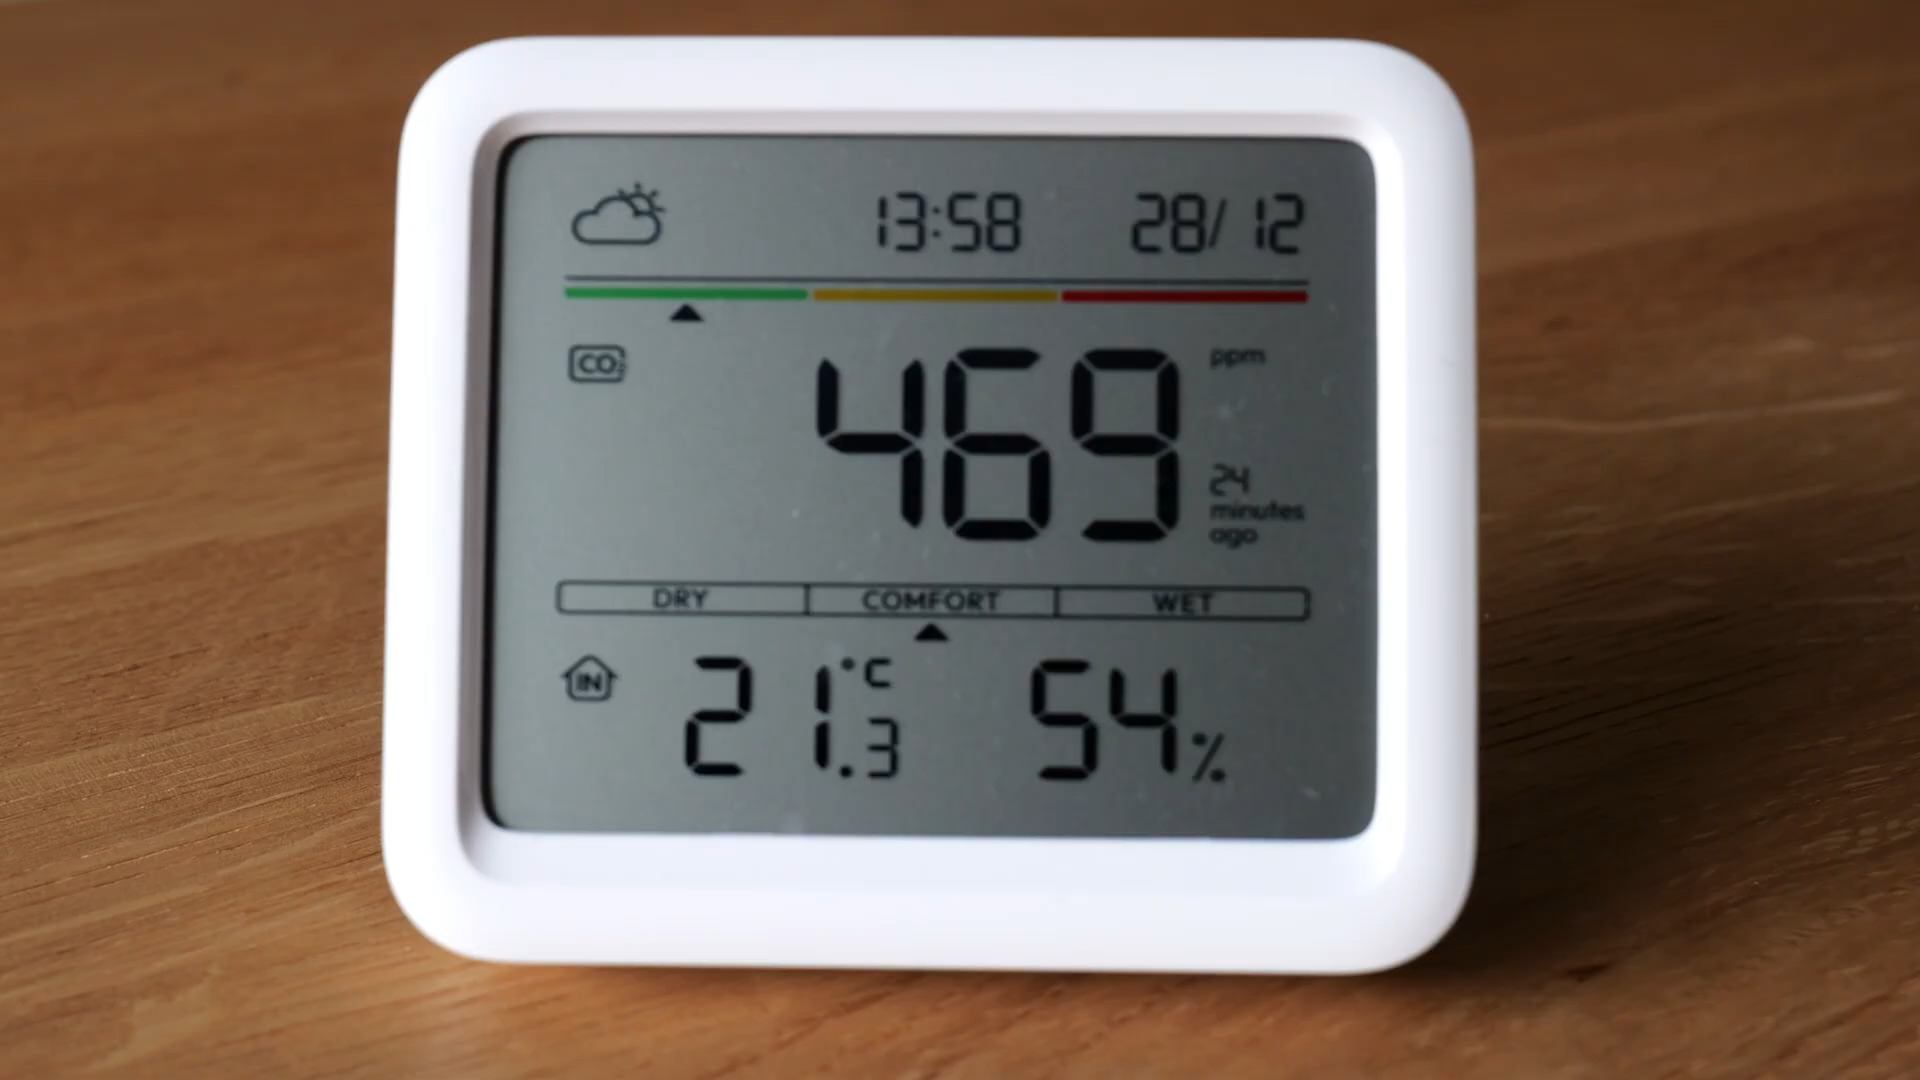 13:58 28/12
CO2 469 ppm
24
minutes
ago
DRY COMFORT WET
IN 21.3°C 54%